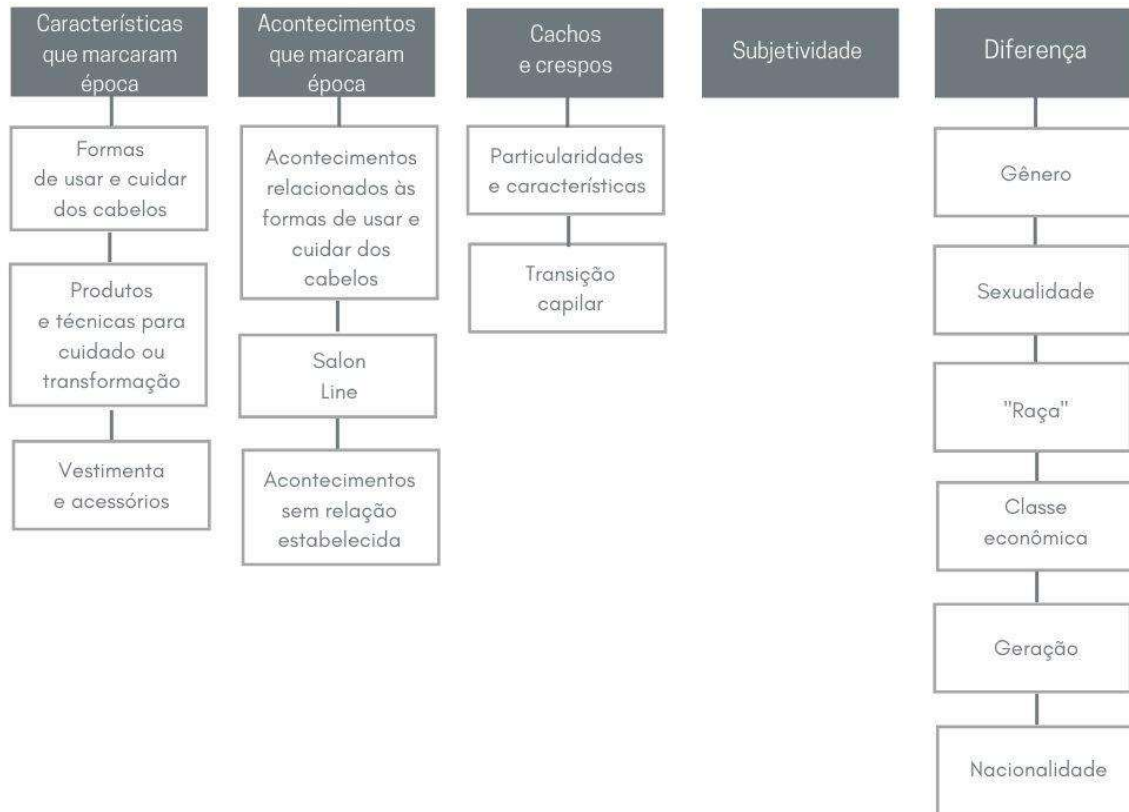 Características
que marcaram
época
Formas
de usar e cuidar
dos cabelos
Produtos
e técnicas para
cuidado ou
transformação
Vestimenta
e acessórios
Acontecimentos
que marcaram
época
Acontecimentos
relacionados às
formas de usar e
cuidar dos
cabelos
Salon
Line
Acontecimentos
sem relação
estabelecida
Cachos
e crespos
Particularidades
e características
Transição
capilar
Subjetividade
Diferença
Gênero
Sexualidade
"Raça"
Classe
econômica
Geração
Nacionalidade